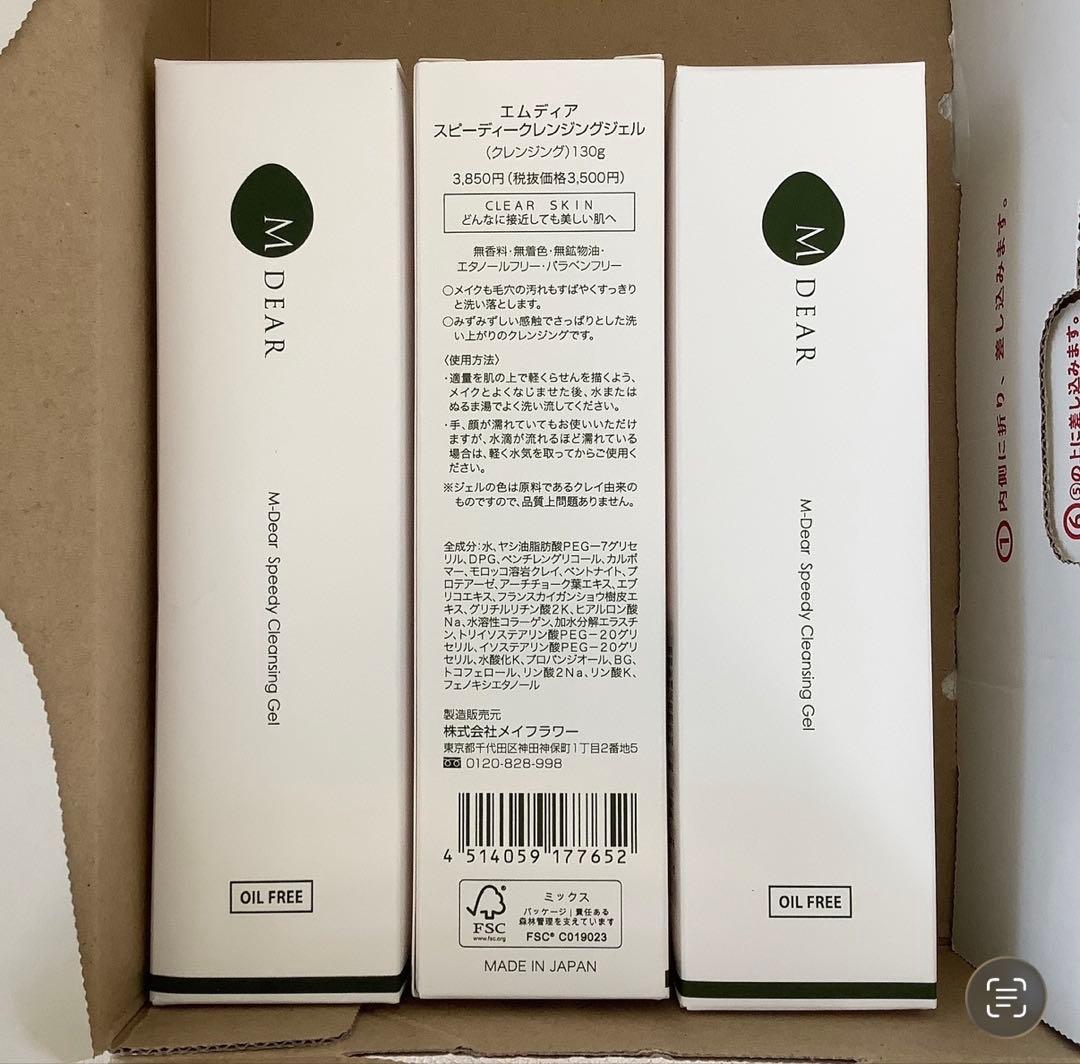 M DEAR
M-Dear Speedy Cleansing Gel
OIL FREE
エムディア
スピーディークレンジングジェル
(クレンジング)130g
3,850円(税抜価格3,500円)
CLEAR SKIN
どんなに接近しても美しい肌へ
無香料・無着色・無鉱物油・
エタノールフリー・パラベンフリー
○メイクも毛穴の汚れもすばやくすっきり
と洗い落とします。
○みずみずしい感触でさっぱりとした洗
い上がりのクレンジングです。
〈使用方法〉
・適量を肌の上で軽くらせんを描くよう、
メイクとよくなじませた後、水または
ぬるま湯でよく洗い流してください。
・手、顔が濡れていてもお使いいただけ
ますが、水滴が流れるほど濡れている
場合は、軽く水気を取ってからご使用く
ださい。
※ジェルの色は原料であるクレイ由来の
ものですので、品質上問題ありません。
全成分:水、ヤシ油脂肪酸PEG－7グリセ
リル、DPG、ペンチレングリコール、カルボ
マー、モロッコ溶岩クレイ、ベントナイト、プ
ロテアーゼ、アーチチョーク葉エキス、エブ
リコエキス、フランスカイガンショウ樹皮エ
キス、グリチルリチン酸2K、ヒアルロン酸
Na、水溶性コラーゲン、加水分解エラスチ
ン、トリイソステアリン酸PEG－20グリ
セリル、イソステアリン酸PEG－20グリ
セリル、水酸化K、プロパンジオール、BG、
トコフェロール、リン酸2Na、リン酸K、
フェノキシエタノール
製造販売元
株式会社メイフラワー
東京都千代田区神田神保町1丁目2番地5
0120-828-998
4 514059 177652
FSC
www.fsc.org
ミックス
パッケージ|責任ある
森林管理を支えています
FSC® C019023
MADE IN JAPAN
M DEAR
M-Dear Speedy Cleansing Gel
OIL FREE
内側に折り、差し込みます。
⑥ ⑤の上に差し込みます。